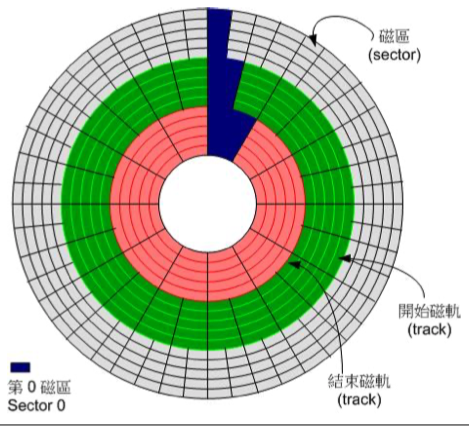 磁區
(sector)
開始磁軌
(track)
結束磁軌
(track)
第 0 磁區
Sector 0